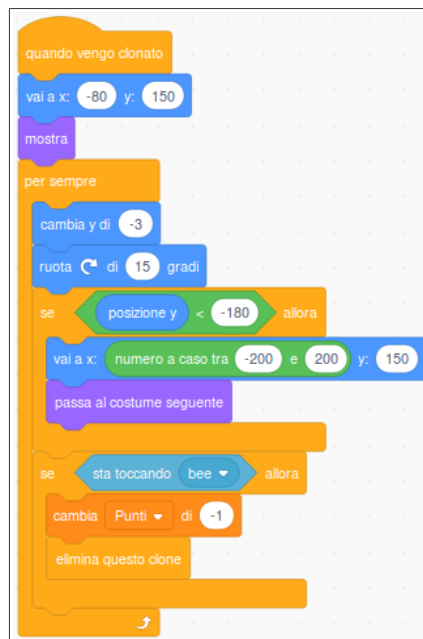 quando vengo clonato
vai a x: -80 y: 150
mostra
per sempre
cambia y di -3
ruota di 15 gradi
se posizione y < -180 allora
vai a x: numero a caso tra -200 e 200 y: 150
passa al costume seguente
se sta toccando bee allora
cambia Punti di -1
elimina questo clone